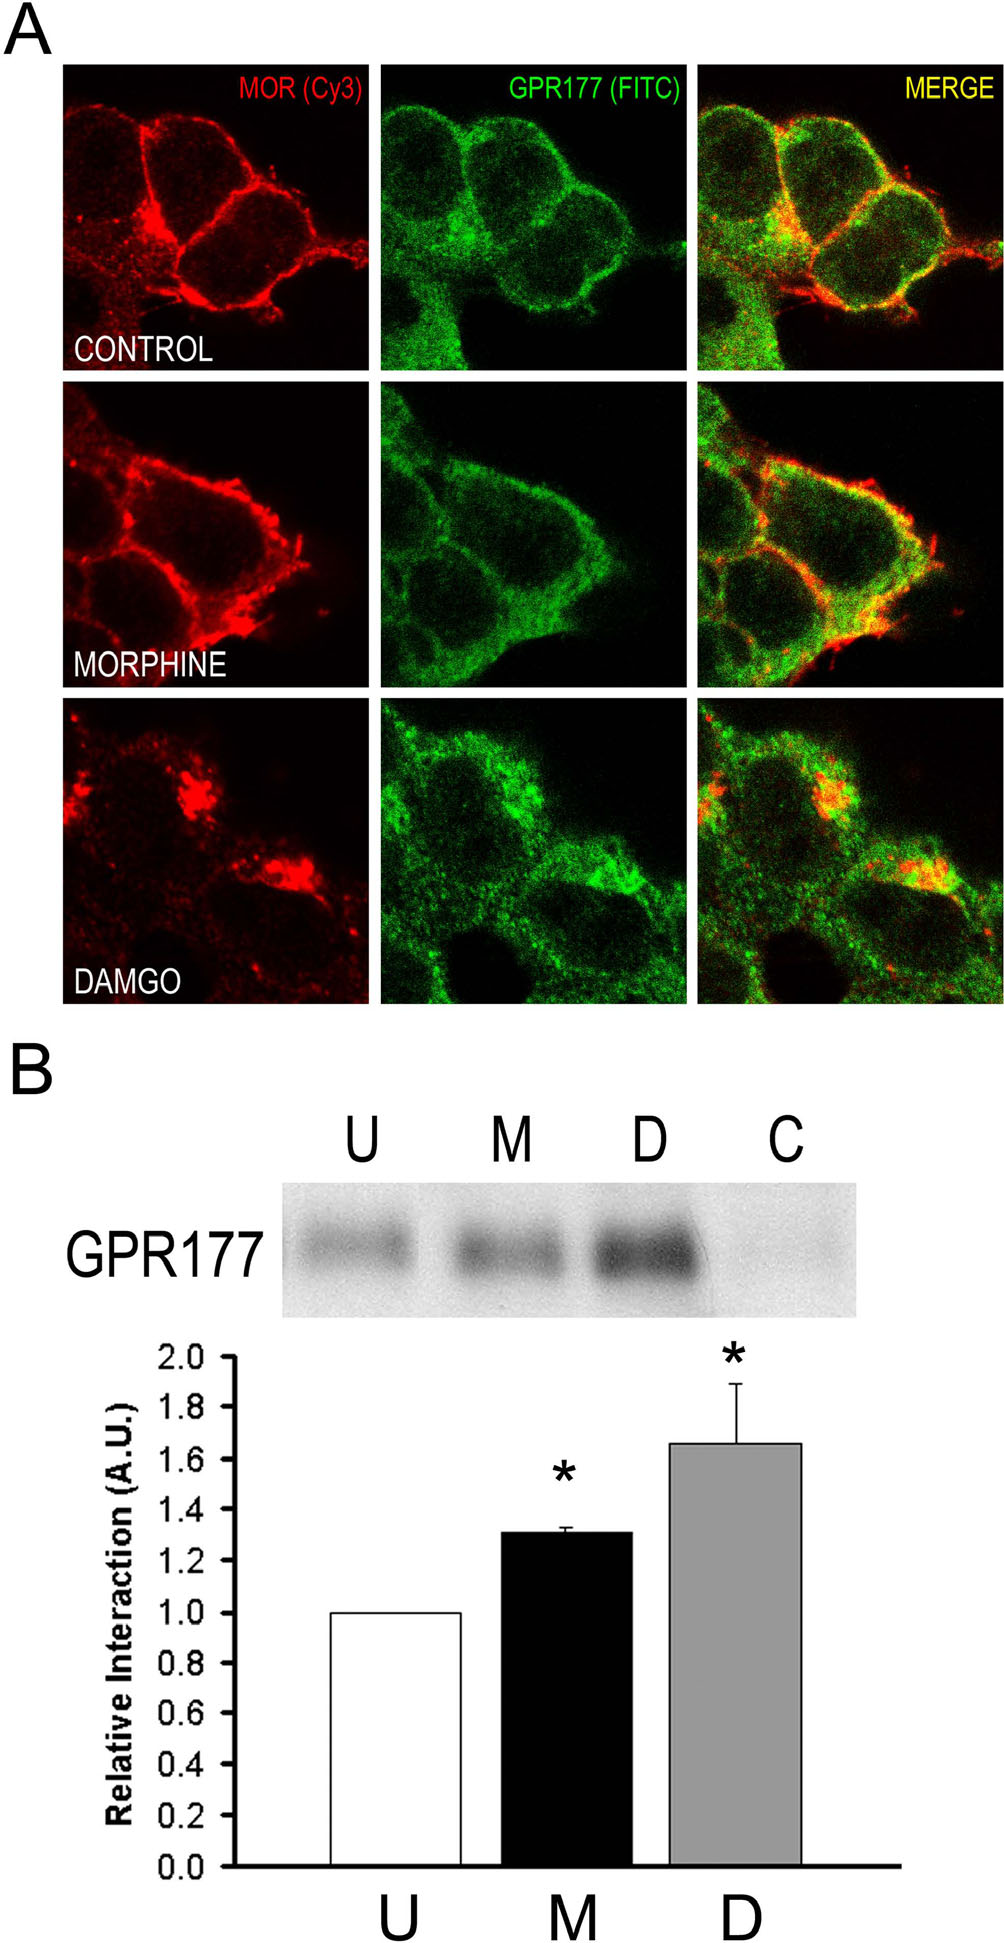 A
MOR (Cy3)
GPR177 (FITC)
MERGE
CONTROL
MORPHINE
DAMGO
B
U M D C
GPR177
*
*
Relative Interaction (A.U.)
2.0
1.8
1.6
1.4
1.2
1.0
0.8
0.6
0.4
0.2
0.0
U M D